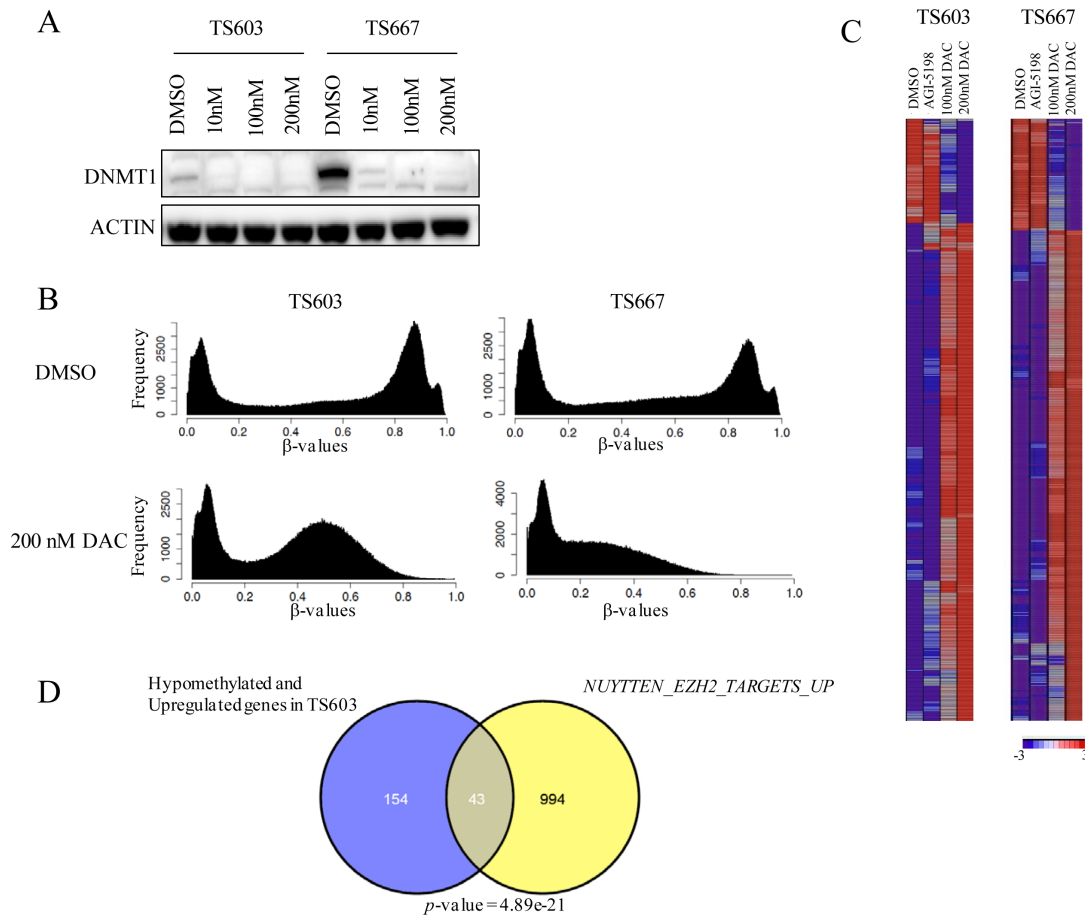 A
TS603
TS667
DMSO
10nM
100nM
200nM
DMSO
10nM
100nM
200nM
DNMT1
ACTIN
B
TS603
TS667
DMSO
Frequency
0 1000 2500
0.0 0.2 0.4 0.6 0.8 1.0
β-values
0 1000 2500
0.0 0.2 0.4 0.6 0.8 1.0
β-values
200 nM DAC
Frequency
0 1000 2500
0.0 0.2 0.4 0.6 0.8 1.0
β-values
0 2000 4000
0.0 0.2 0.4 0.6 0.8 1.0
β-values
C
TS603
TS667
DMSO
AGI-5198
100nM DAC
200nM DAC
DMSO
AGI-5198
100nM DAC
200nM DAC
-3 3
D
Hypomethylated and
Upregulated genes in TS603
NUYTTEN_EZH2_TARGETS_UP
154
43
994
p-value = 4.89e-21